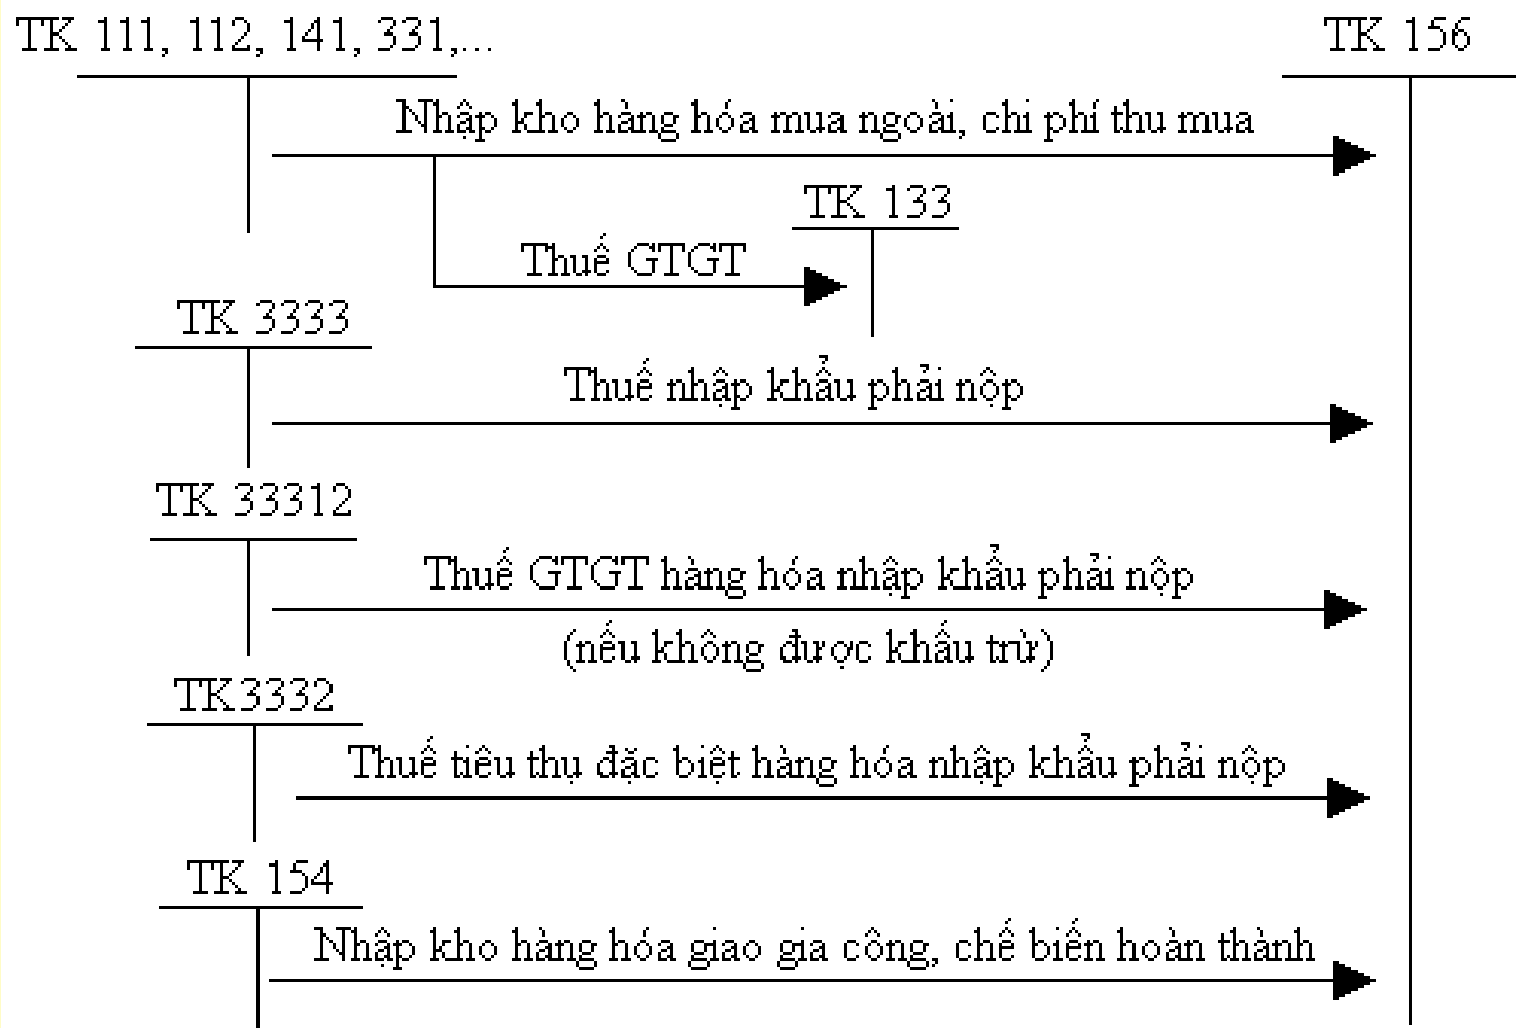 TK 111, 112, 141, 331,...
TK 156
Nhập kho hàng hóa mua ngoài, chi phí thu mua
TK 133
Thuế GTGT
TK 3333
Thuế nhập khẩu phải nộp
TK 33312
Thuế GTGT hàng hóa nhập khẩu phải nộp
(nếu không được khấu trừ)
TK3332
Thuế tiêu thụ đặc biệt hàng hóa nhập khẩu phải nộp
TK 154
Nhập kho hàng hóa giao gia công, chế biến hoàn thành